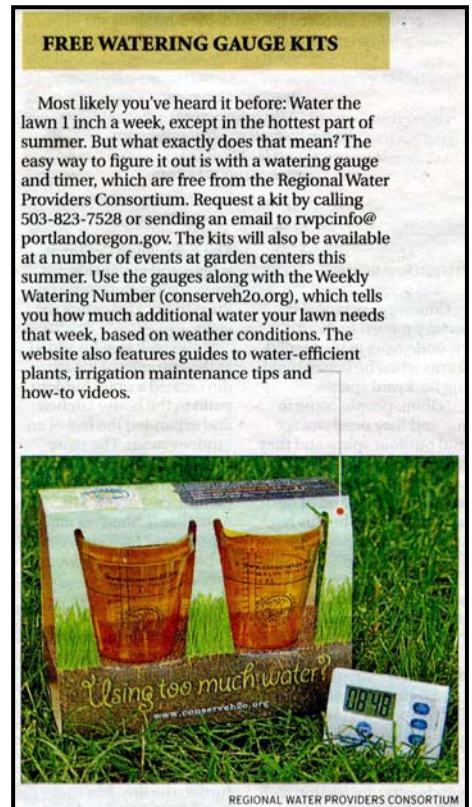 FREE WATERING GAUGE KITS
Most likely you've heard it before: Water the
lawn 1 inch a week, except in the hottest part of
summer. But what exactly does that mean? The
easy way to figure it out is with a watering gauge
and timer, which are free from the Regional Water
Providers Consortium. Request a kit by calling
503-823-7528 or sending an email to rwpcinfo@
portlandoregon.gov. The kits will also be available
at a number of events at garden centers this
summer. Use the gauges along with the Weekly
Watering Number (conserveh2o.org), which tells
you how much additional water your lawn needs
that week, based on weather conditions. The
website also features guides to water-efficient
plants, irrigation maintenance tips and
how-to videos.
Using too much water?
www.conserveh2o.org
08:48
REGIONAL WATER PROVIDERS CONSORTIUM